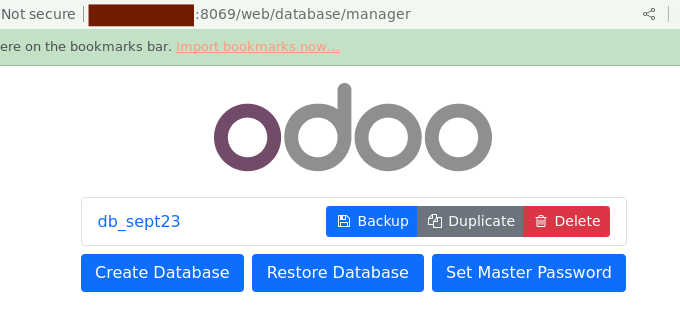 Not secure :8069/web/database/manager
ere on the bookmarks bar. Import bookmarks now...
odoo
db_sept23 Backup Duplicate Delete
Create Database Restore Database Set Master Password